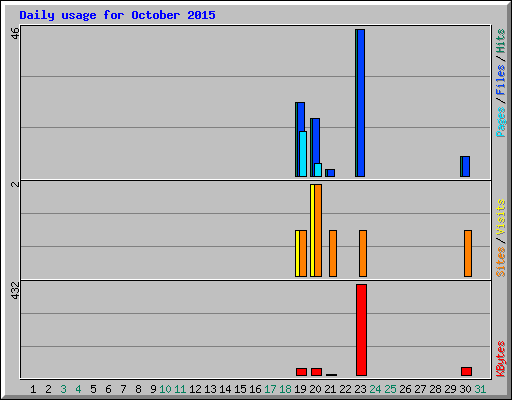 Daily usage for October 2015
46
Pages/Files/Hits
2
Sites/Visits
432
KBytes
1 2 3 4 5 6 7 8 9 10 11 12 13 14 15 16 17 18 19 20 21 22 23 24 25 26 27 28 29 30 31